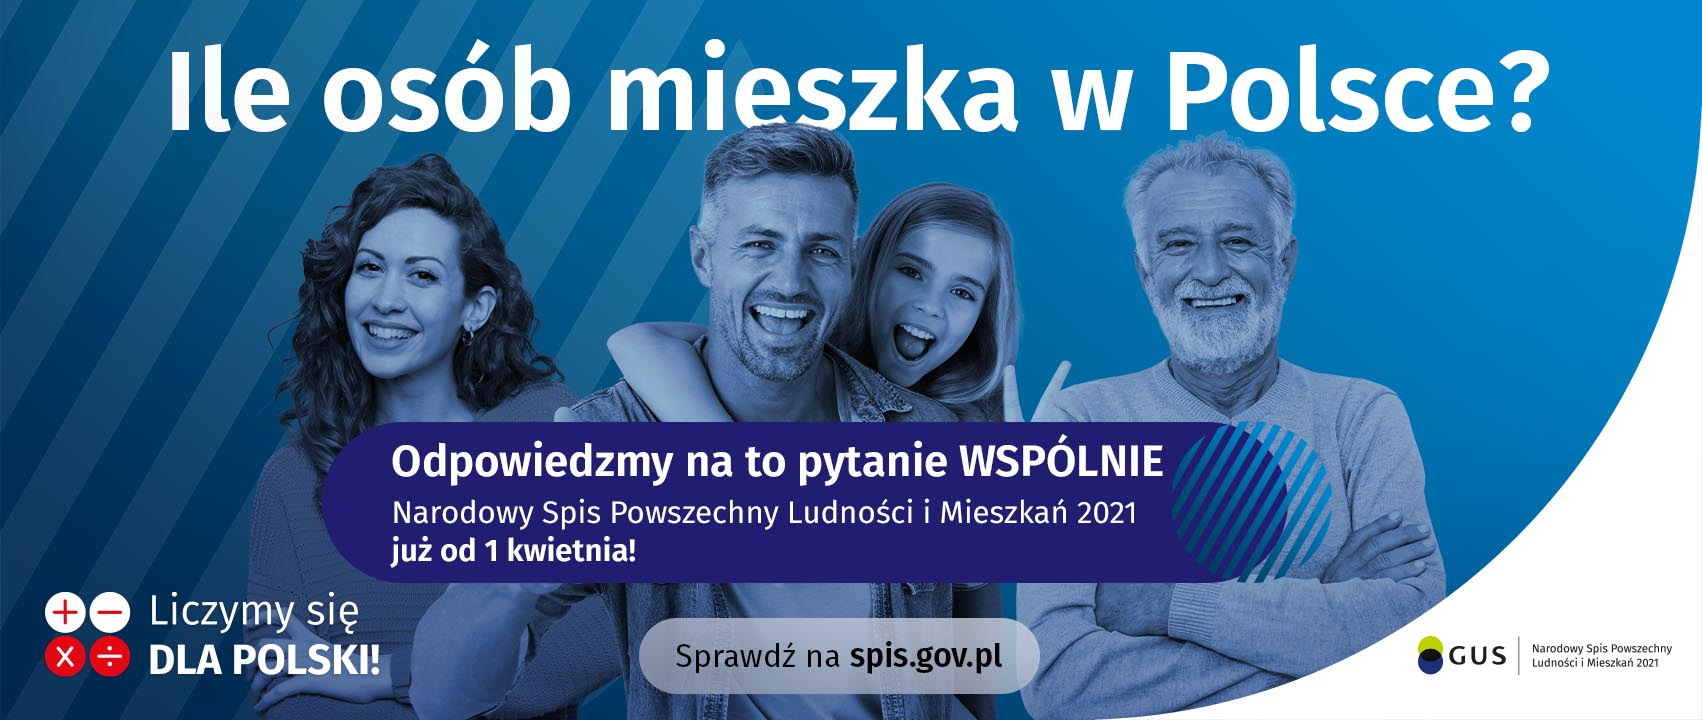 Ile osób mieszka w Polsce?
Odpowiedzmy na to pytanie WSPÓLNIE
Narodowy Spis Powszechny Ludności i Mieszkań 2021
już od 1 kwietnia!
Liczymy się
DLA POLSKI!
Sprawdź na spis.gov.pl
GUS
Narodowy Spis Powszechny
Ludności i Mieszkań 2021